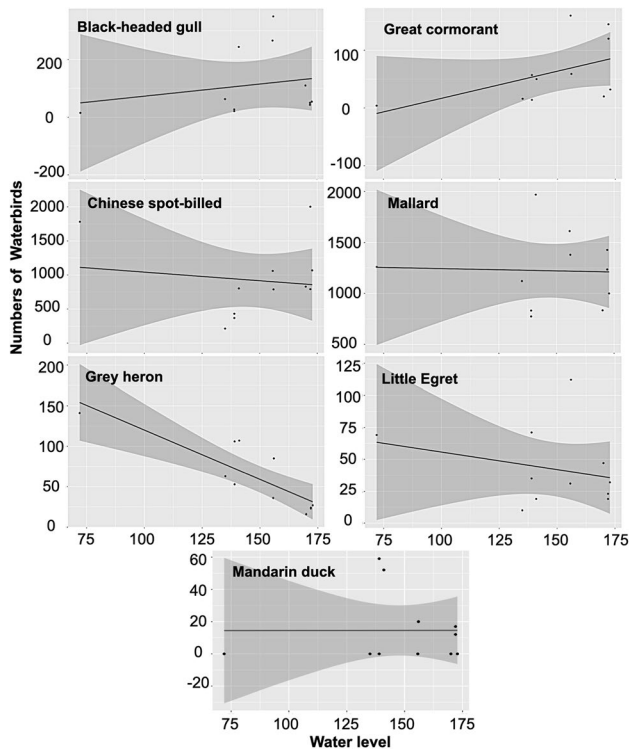 Numbers of Waterbirds
Black-headed gull
200
0
-200
Great cormorant
100
0
-100
Chinese spot-billed
2000
1500
1000
500
0
Mallard
2000
1500
1000
500
Grey heron
200
150
100
50
0
75 100 125 150 175
Little Egret
125
100
75
50
25
0
75 100 125 150 175
Mandarin duck
60
40
20
0
-20
75 100 125 150 175
Water level